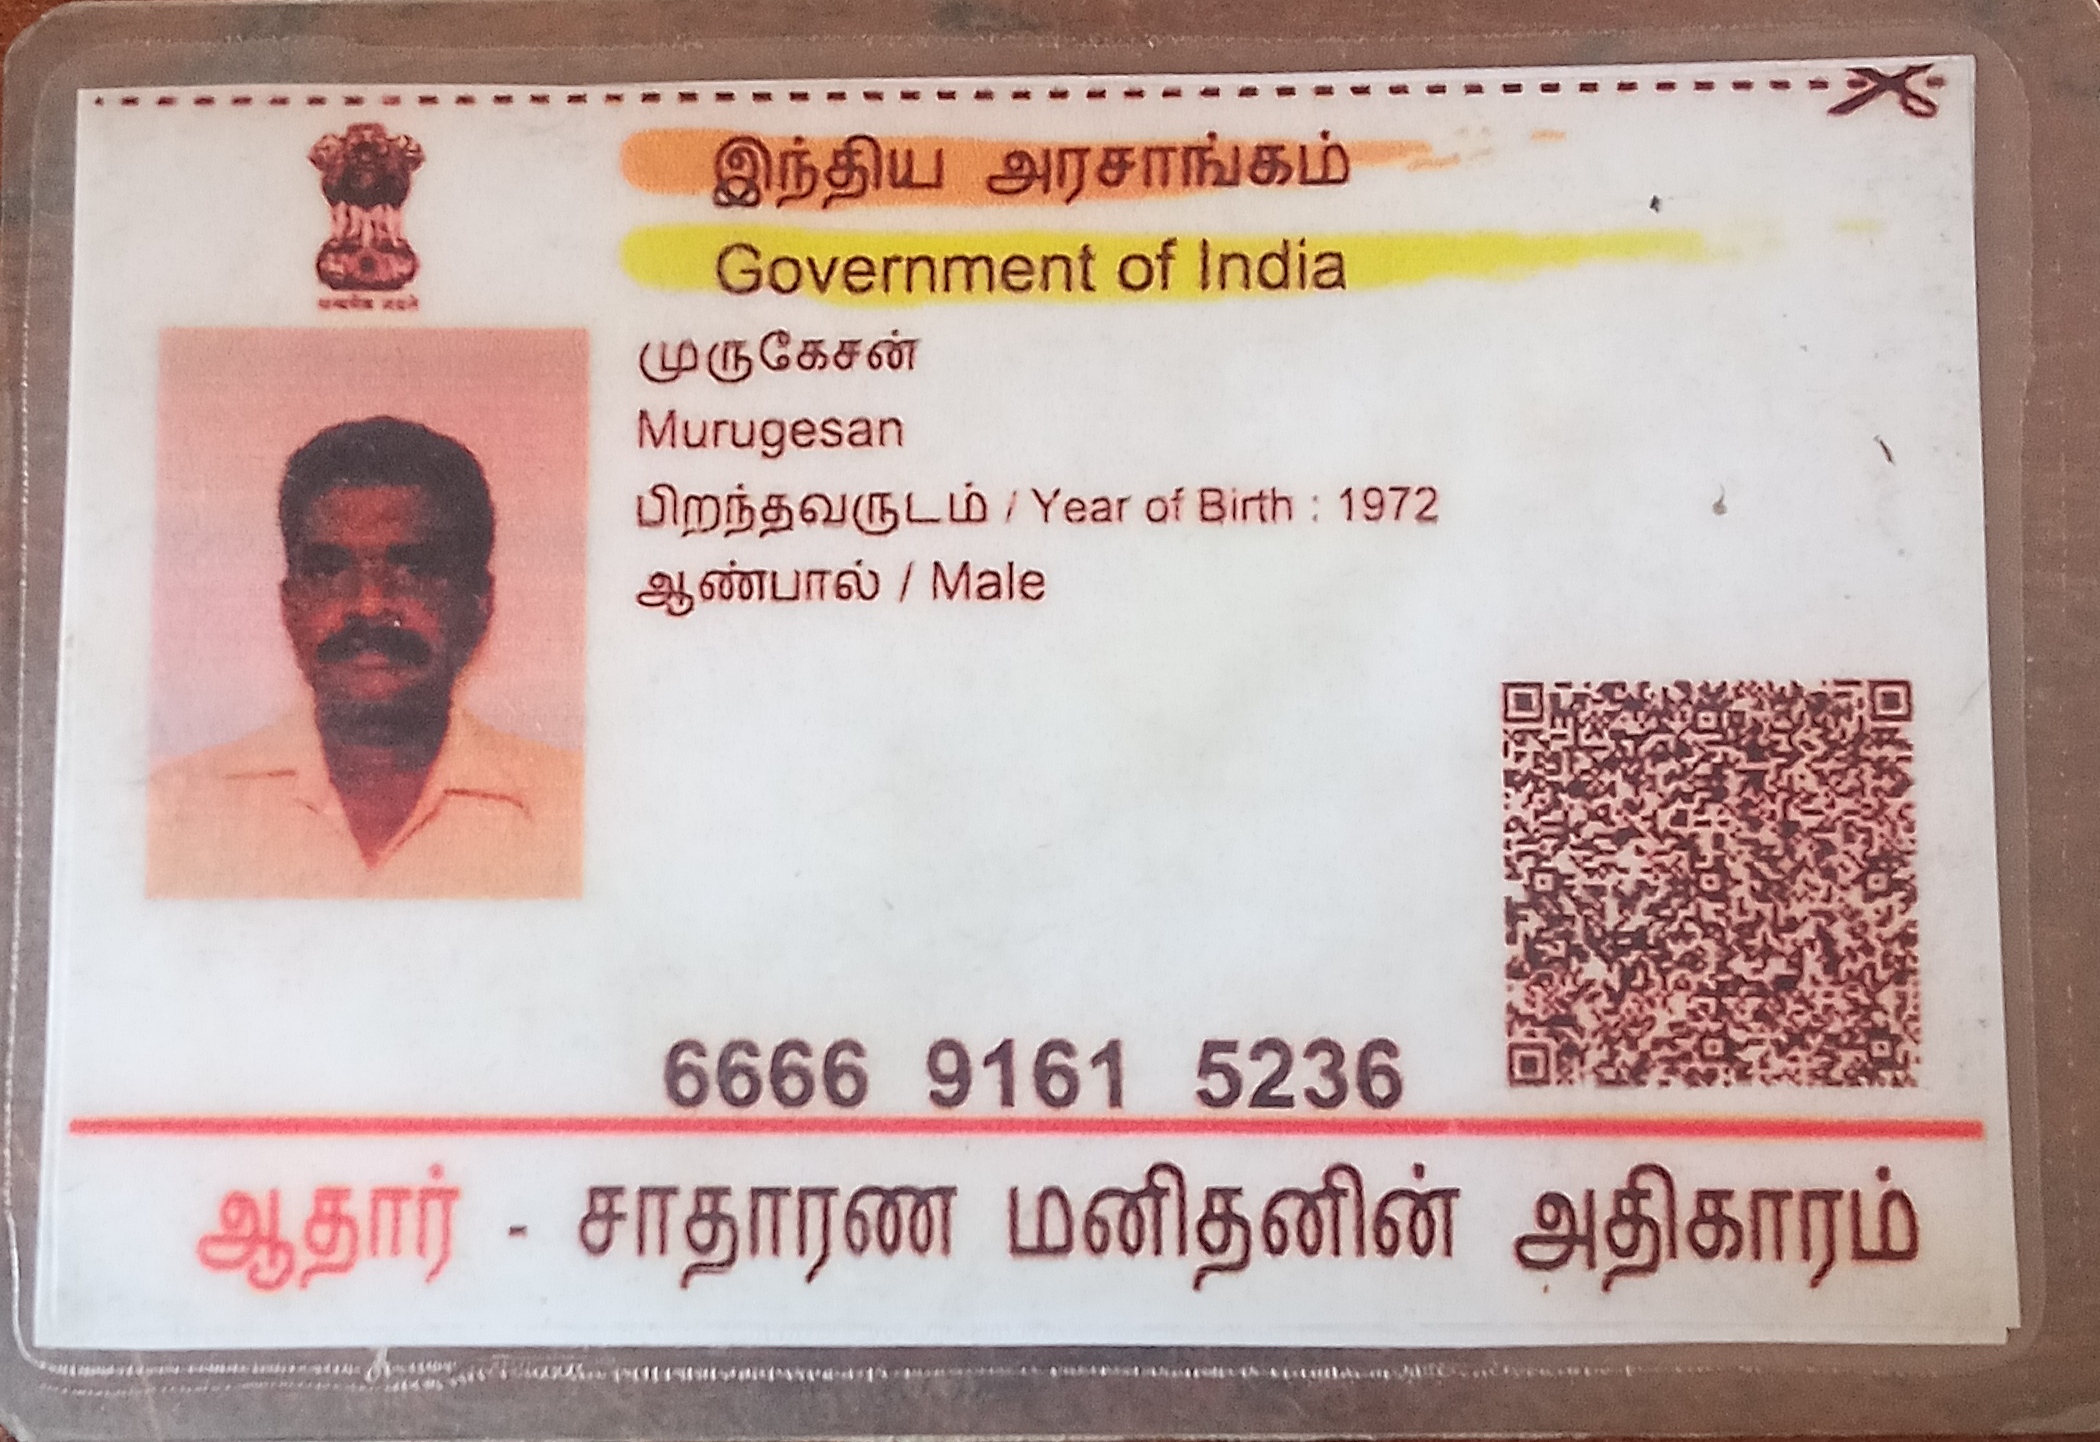 இந்திய அரசாங்கம்
Government of India
முருகேசன்
Murugesan
பிறந்தவருடம் / Year of Birth : 1972
ஆண்பால் / Male
6666 9161 5236
ஆதார் - சாதாரண மனிதனின் அதிகாரம்